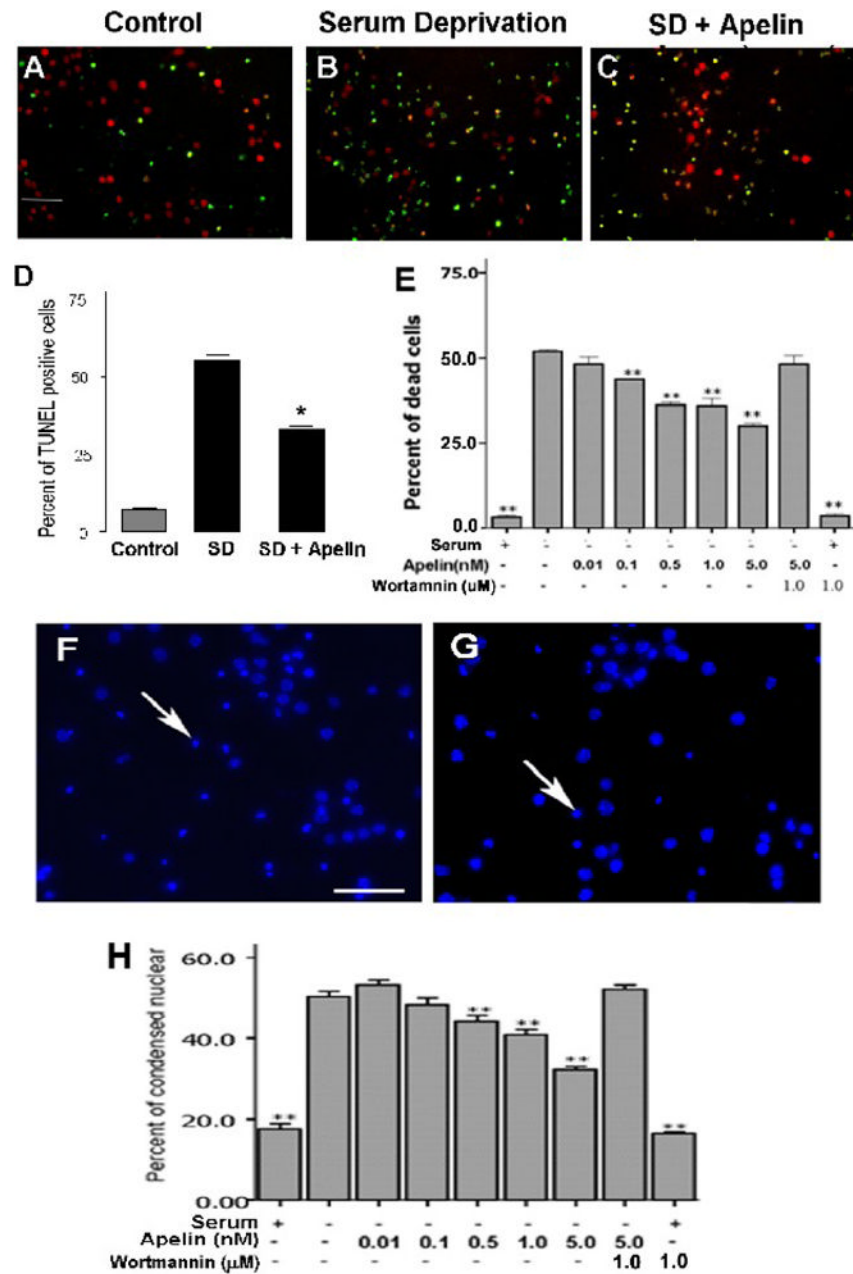 Control Serum Deprivation SD + Apelin
A B C
D
Percent of TUNEL positive cells
75
50
25
0
*
Control SD SD + Apelin
E
Percent of dead cells
75.0
50.0
25.0
0.0
** ** ** ** ** **
Serum + - - - - - - - +
Apelin(nM) - - 0.01 0.1 0.5 1.0 5.0 5.0 -
Wortamnin (uM) - - - - - - - 1.0 1.0
F G
H
Percent of condensed nuclear
60.0
40.0
20.0
0.00
** ** ** ** **
Serum + - - - - - - - +
Apelin (nM) - - 0.01 0.1 0.5 1.0 5.0 5.0 -
Wortmannin (μM) - - - - - - - 1.0 1.0